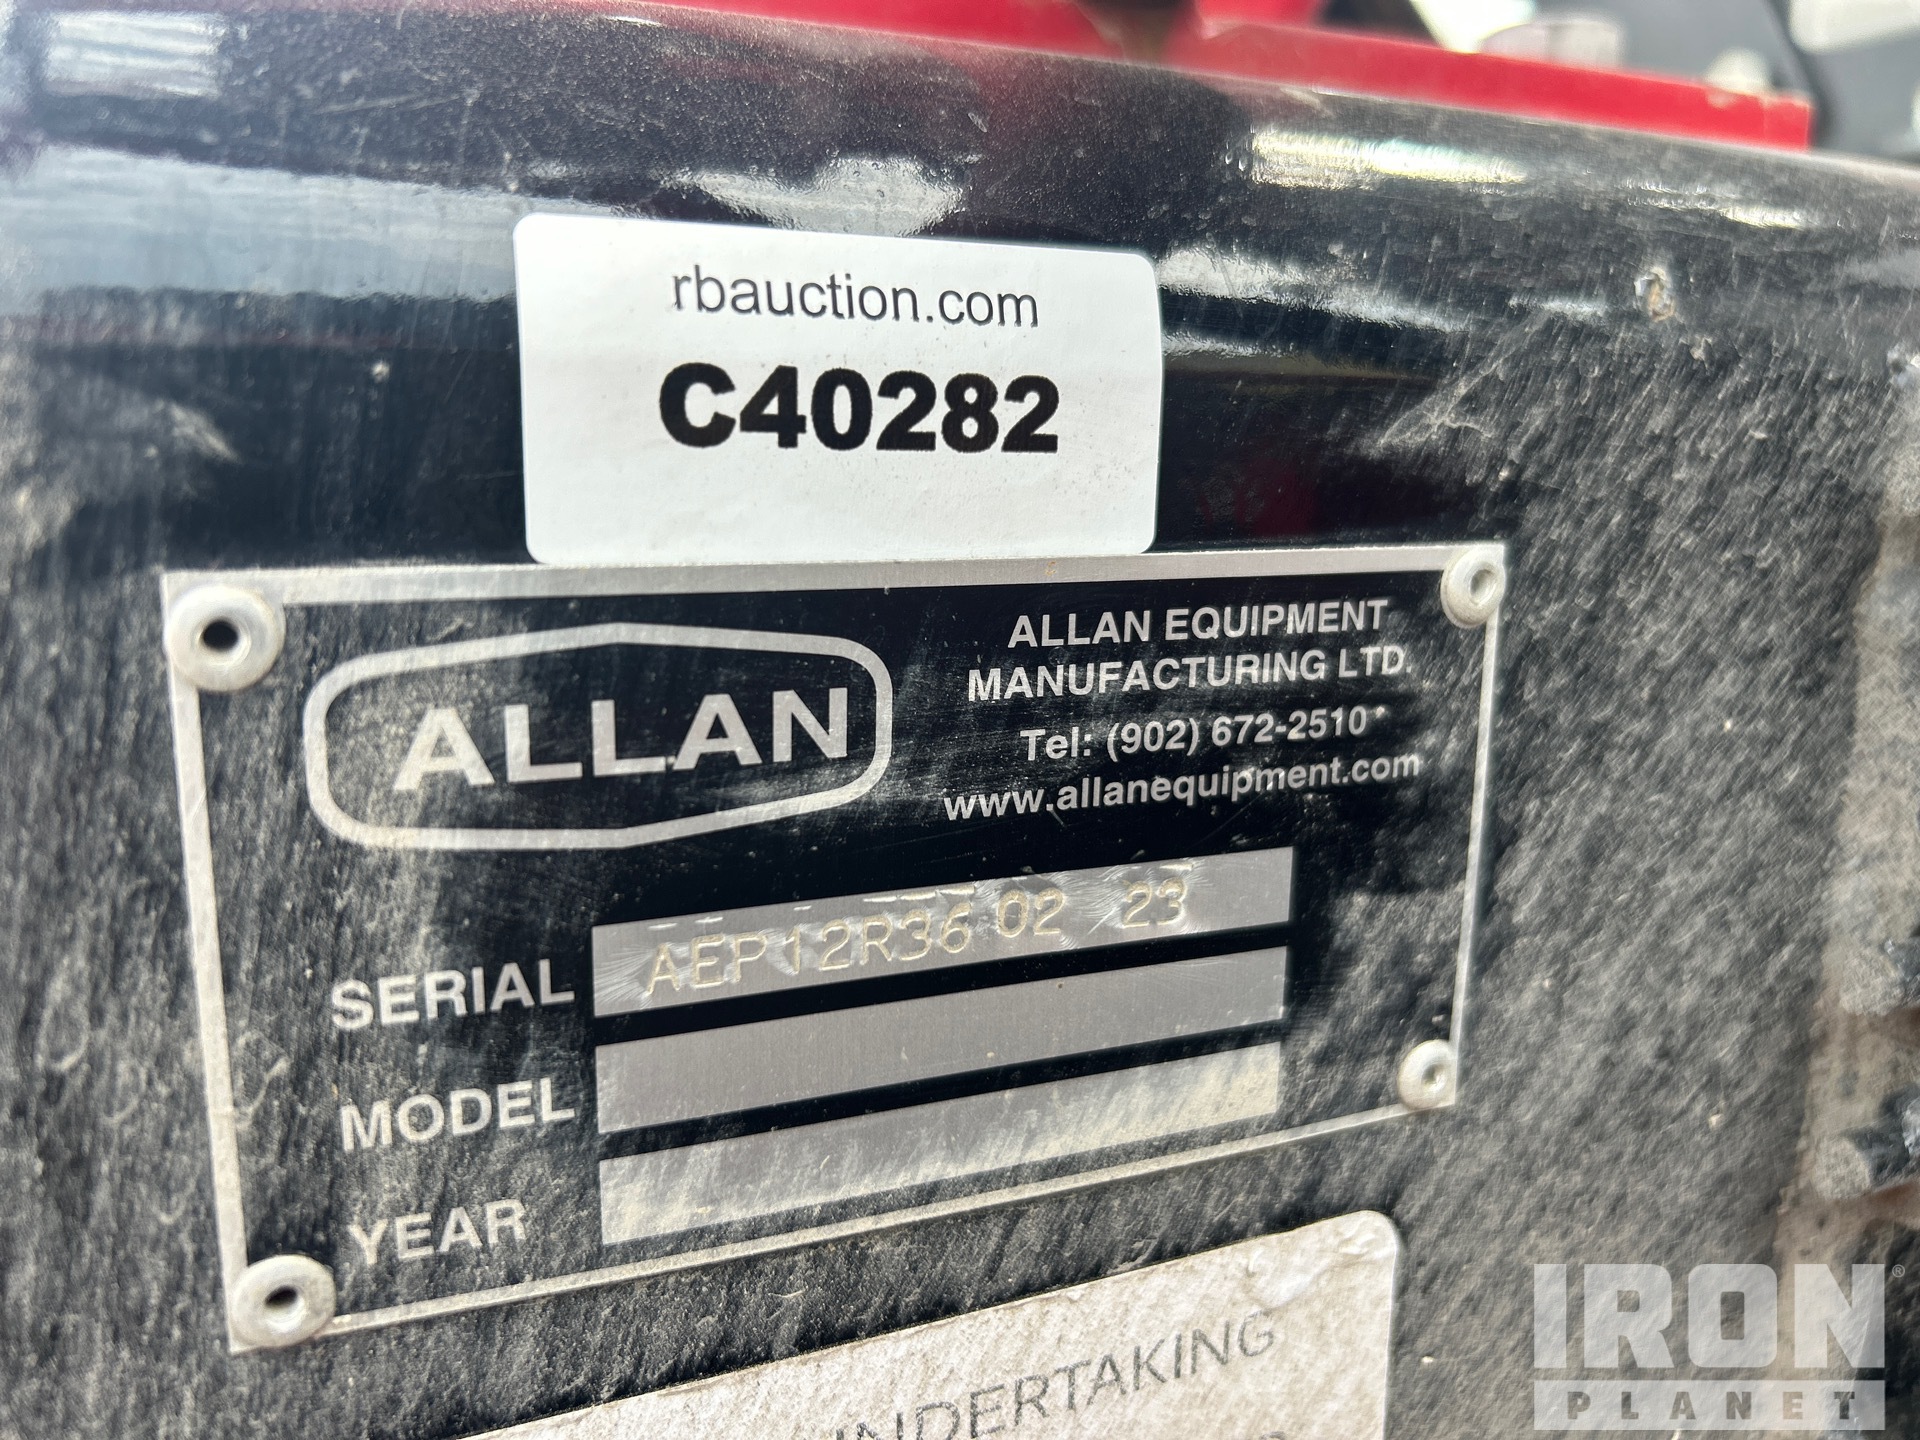 rbauction.com
C40282
ALLAN
ALLAN EQUIPMENT
MANUFACTURING LTD.
Tel: (902) 672-2510
www.allanequipment.com
SERIAL AEP12R36 02 23
MODEL
YEAR
UNDERTAKING
IRON
PLANET